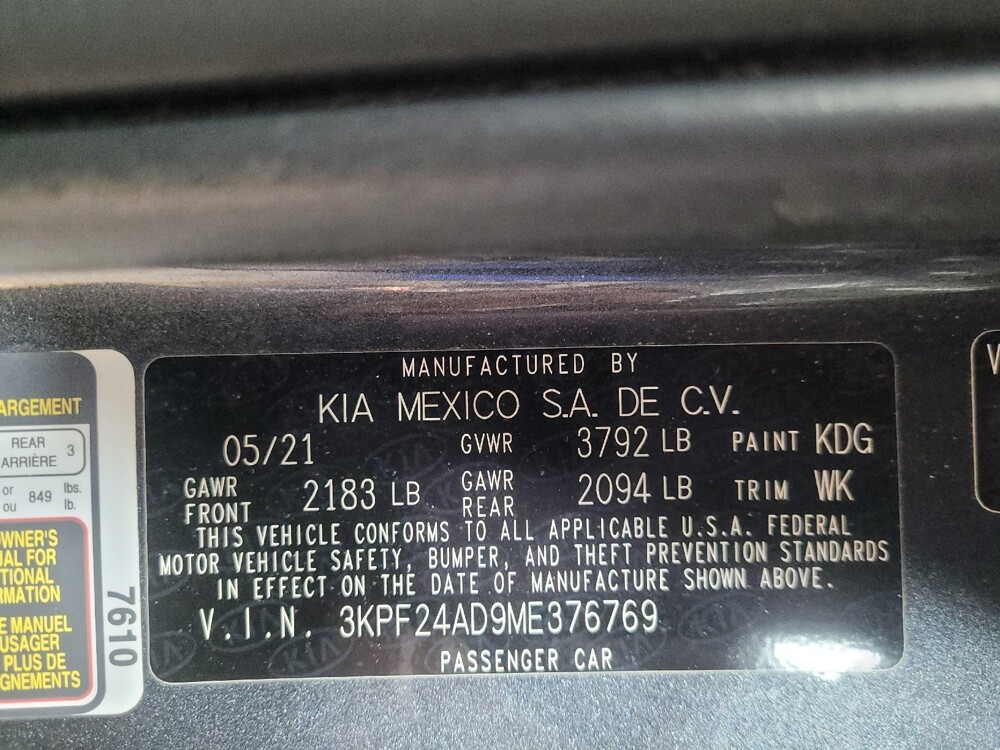 MANUFACTURED BY
KIA MEXICO S.A. DE C.V.
05/21 GVWR 3792 LB PAINT KDG
GAWR FRONT 2183 LB GAWR REAR 2094 LB TRIM WK
THIS VEHICLE CONFORMS TO ALL APPLICABLE U.S.A. FEDERAL
MOTOR VEHICLE SAFETY, BUMPER, AND THEFT PREVENTION STANDARDS
IN EFFECT ON THE DATE OF MANUFACTURE SHOWN ABOVE.
V.I.N. 3KPF24AD9ME376769
PASSENGER CAR
ARGEMENT
REAR
ARRIÈRE 3
or
ou 849 lbs.
lb.
OWNER'S
UAL FOR
TIONAL
RMATION
E MANUEL
USAGER
PLUS DE
GNEMENTS
7610
V